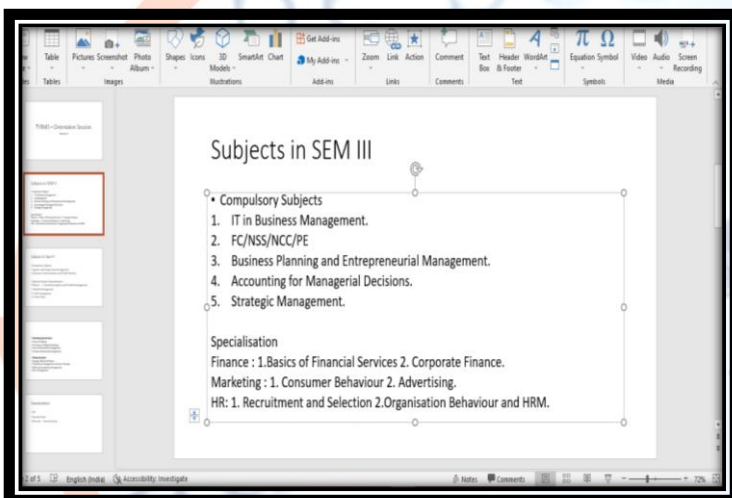 Table
Pictures
Screenshot
Photo Album
Shapes
Icons
3D Models
SmartArt
Chart
Get Add-ins
My Add-ins
Zoom
Link
Action
Comment
Text Box
Header & Footer
WordArt
Equation
Symbol
Video
Audio
Screen Recording
Tables
Images
Illustrations
Add-ins
Links
Comments
Text
Symbols
Media
Subjects in SEM III
• Compulsory Subjects
1. IT in Business Management.
2. FC/NSS/NCC/PE
3. Business Planning and Entrepreneurial Management.
4. Accounting for Managerial Decisions.
5. Strategic Management.
Specialisation
Finance : 1.Basics of Financial Services 2. Corporate Finance.
Marketing : 1. Consumer Behaviour 2. Advertising.
HR: 1. Recruitment and Selection 2.Organisation Behaviour and HRM.
2 of 5
English (India)
Accessibility: Investigate
Notes
Comments
72%